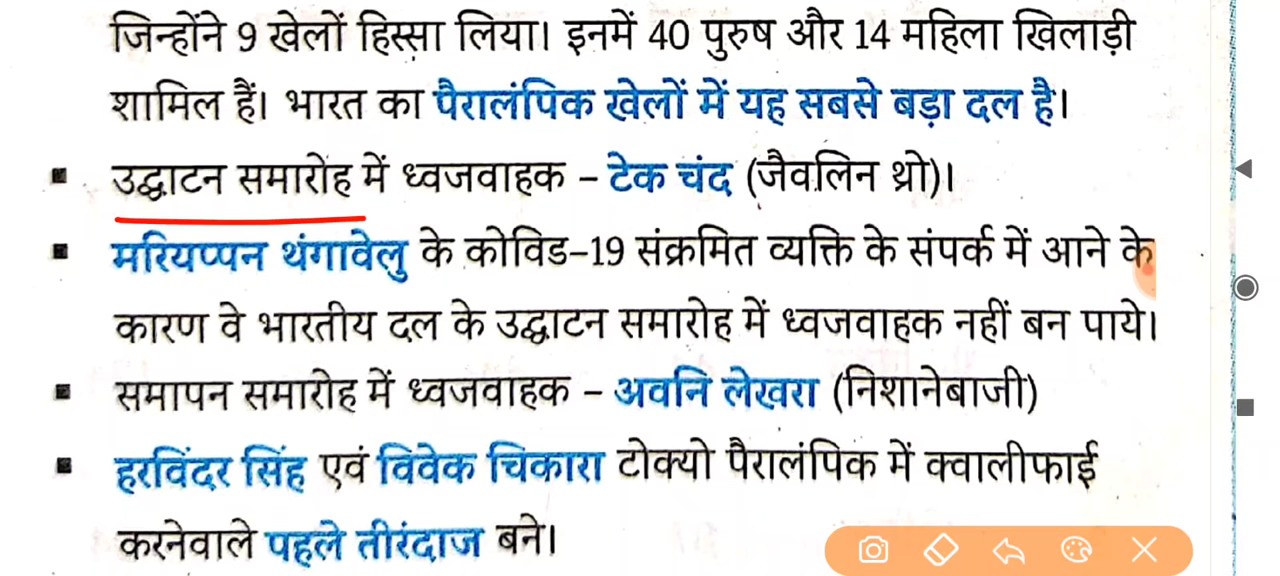 जिन्होंने 9 खेलों हिस्सा लिया। इनमें 40 पुरुष और 14 महिला खिलाड़ी
शामिल हैं। भारत का पैरालंपिक खेलों में यह सबसे बड़ा दल है।
▪ उद्घाटन समारोह में ध्वजवाहक – टेक चंद (जैवलिन थ्रो)।
▪ मरियप्पन थंगावेलु के कोविड–19 संक्रमित व्यक्ति के संपर्क में आने के
कारण वे भारतीय दल के उद्घाटन समारोह में ध्वजवाहक नहीं बन पाये।
▪ समापन समारोह में ध्वजवाहक – अवनि लेखरा (निशानेबाजी)
▪ हरविंदर सिंह एवं विवेक चिकारा टोक्यो पैरालंपिक में क्वालीफाई
करनेवाले पहले तीरंदाज बने।